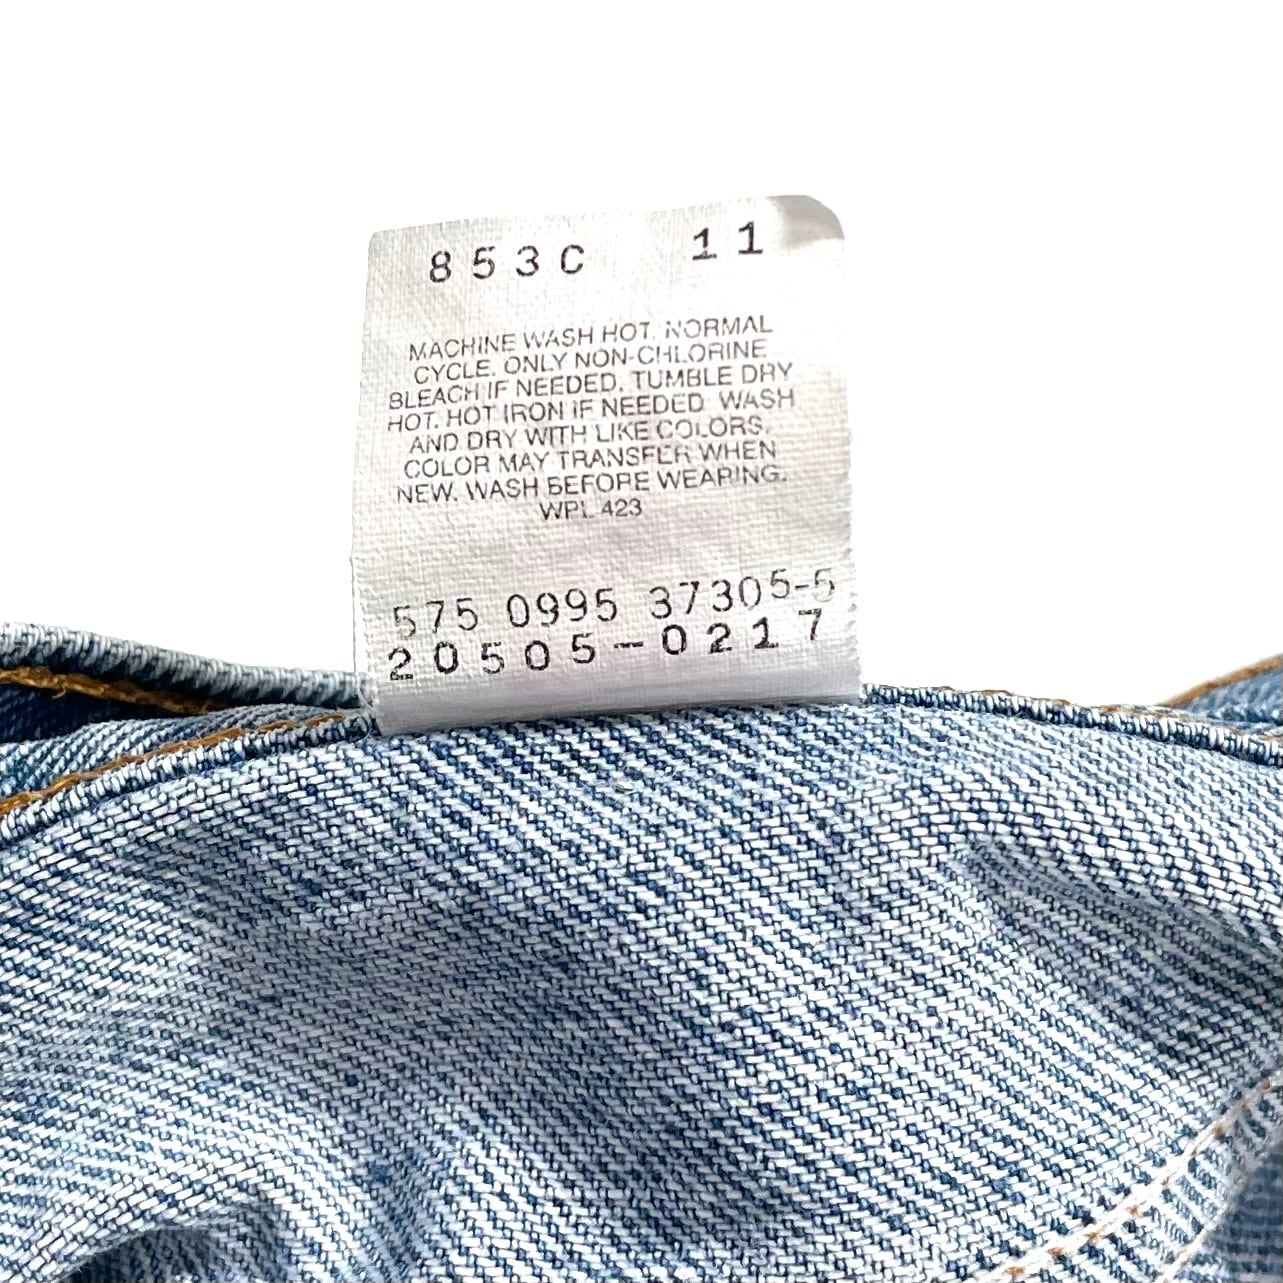 853C 11
MACHINE WASH HOT, NORMAL
CYCLE. ONLY NON-CHLORINE
BLEACH IF NEEDED. TUMBLE DRY
HOT. HOT IRON IF NEEDED. WASH
AND DRY WITH LIKE COLORS.
COLOR MAY TRANSFER WHEN
NEW. WASH BEFORE WEARING.
WPL 423
575 0995 37305-5
20505-0217